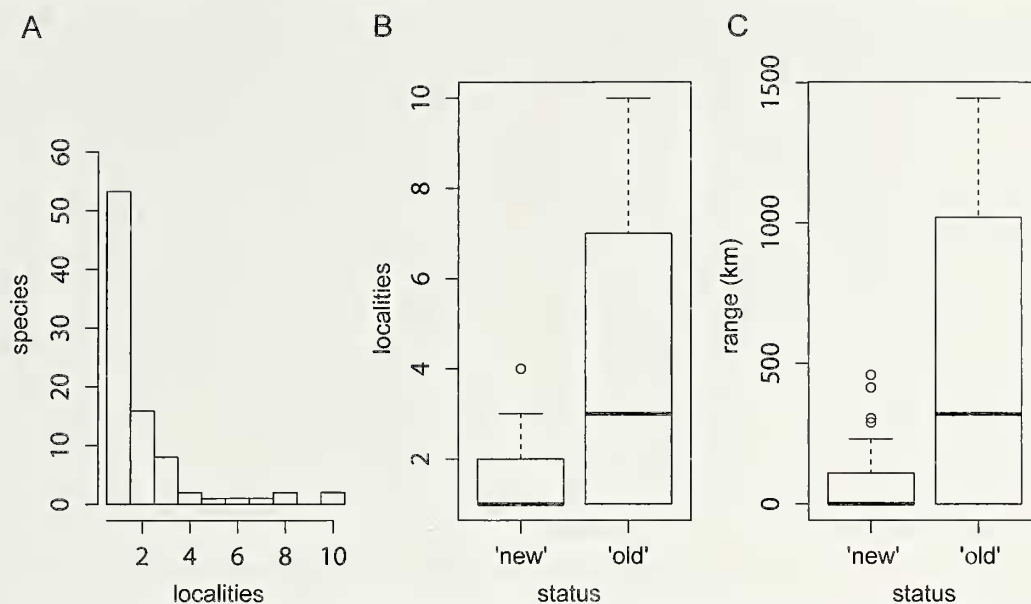 A
species
60
50
40
30
20
10
0
2 4 6 8 10
localities
B
localities
10
8
6
4
2
'new' 'old'
status
C
range (km)
1500
1000
500
0
'new' 'old'
status